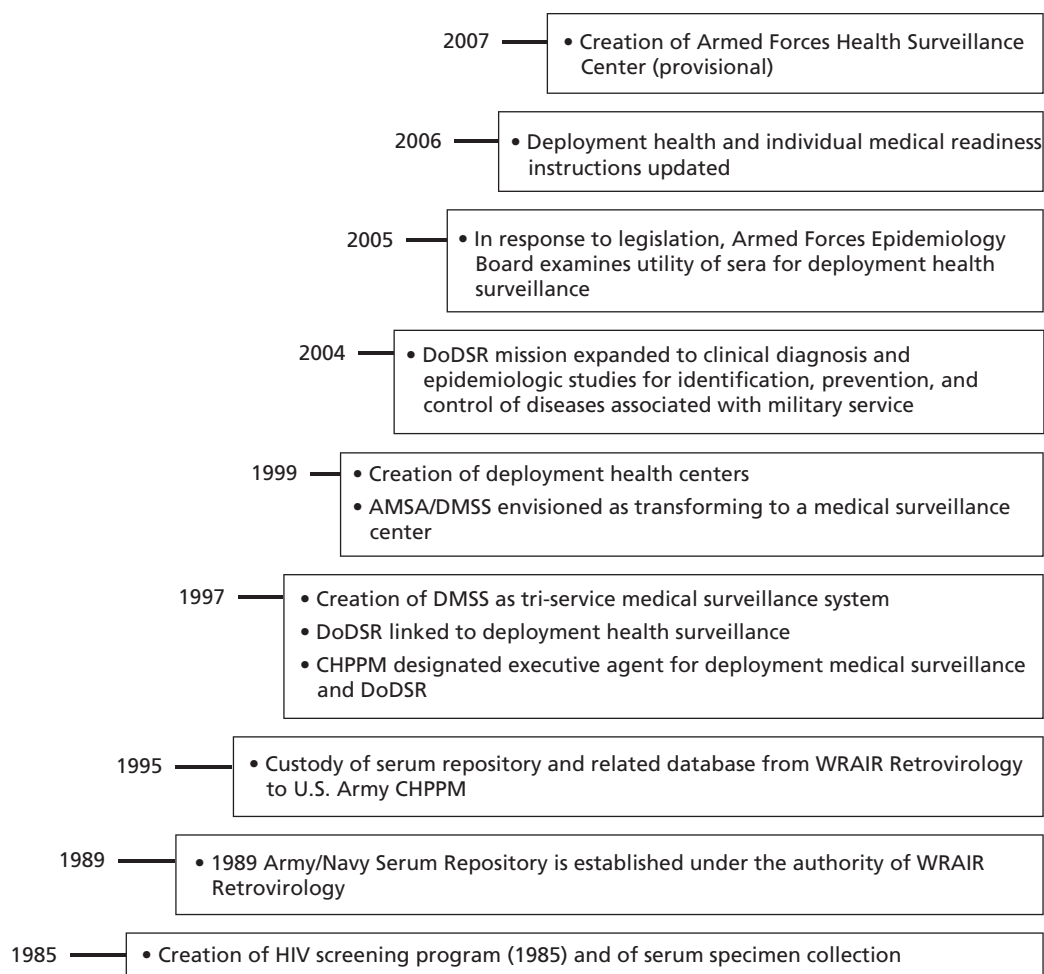 2007
• Creation of Armed Forces Health Surveillance
Center (provisional)
2006
• Deployment health and individual medical readiness
instructions updated
2005
• In response to legislation, Armed Forces Epidemiology
Board examines utility of sera for deployment health
surveillance
2004
• DoDSR mission expanded to clinical diagnosis and
epidemiologic studies for identification, prevention, and
control of diseases associated with military service
1999
• Creation of deployment health centers
• AMSA/DMSS envisioned as transforming to a medical surveillance
center
1997
• Creation of DMSS as tri-service medical surveillance system
• DoDSR linked to deployment health surveillance
• CHPPM designated executive agent for deployment medical surveillance
and DoDSR
1995
• Custody of serum repository and related database from WRAIR Retrovirology
to U.S. Army CHPPM
1989
• 1989 Army/Navy Serum Repository is established under the authority of WRAIR
Retrovirology
1985
• Creation of HIV screening program (1985) and of serum specimen collection